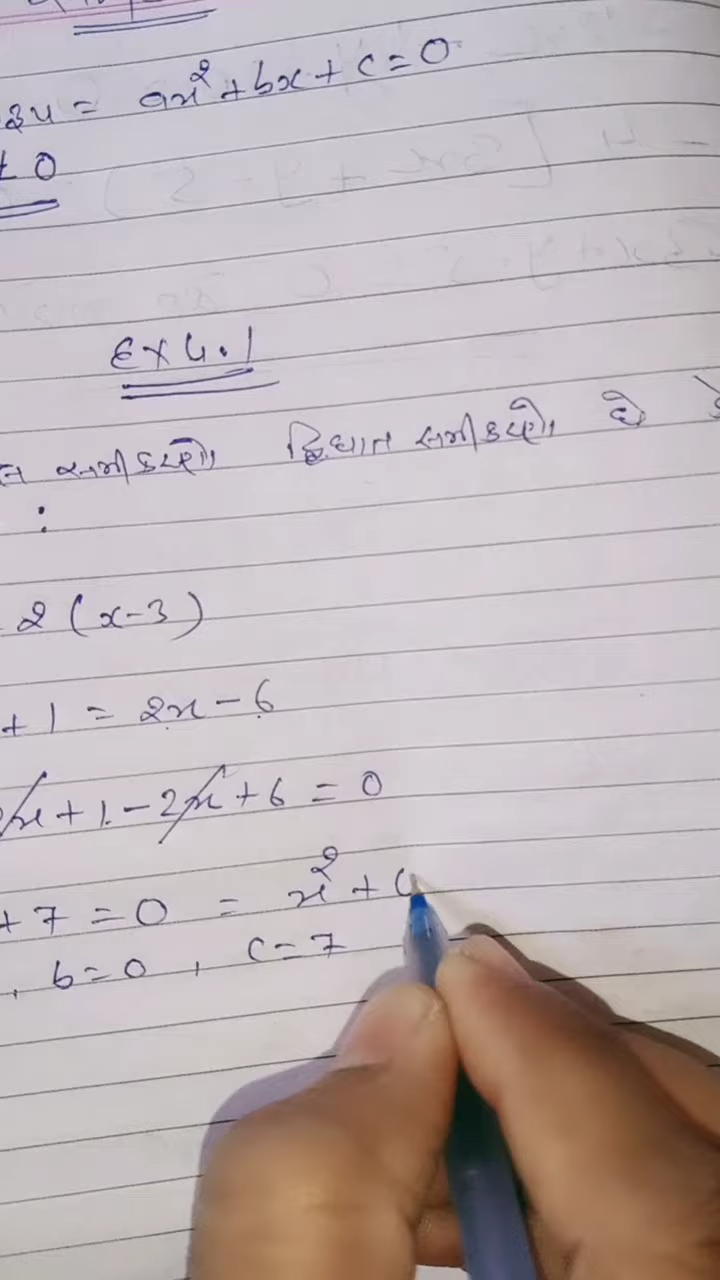 રૂપ = ax² + bx + c = 0
≠ 0
Ex 4.1
સમીકરણો દ્વિઘાત સમીકરણો છે કે
:
2 (x-3)
+ 1 = 2x - 6
2x + 1 - 2x + 6 = 0
+ 7 = 0 = x² + 
, b = 0 , c = 7